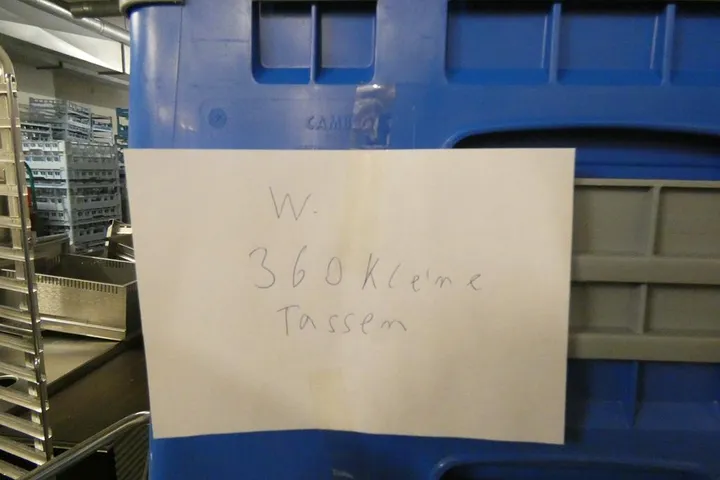 W.
360 Kleine
Tassen